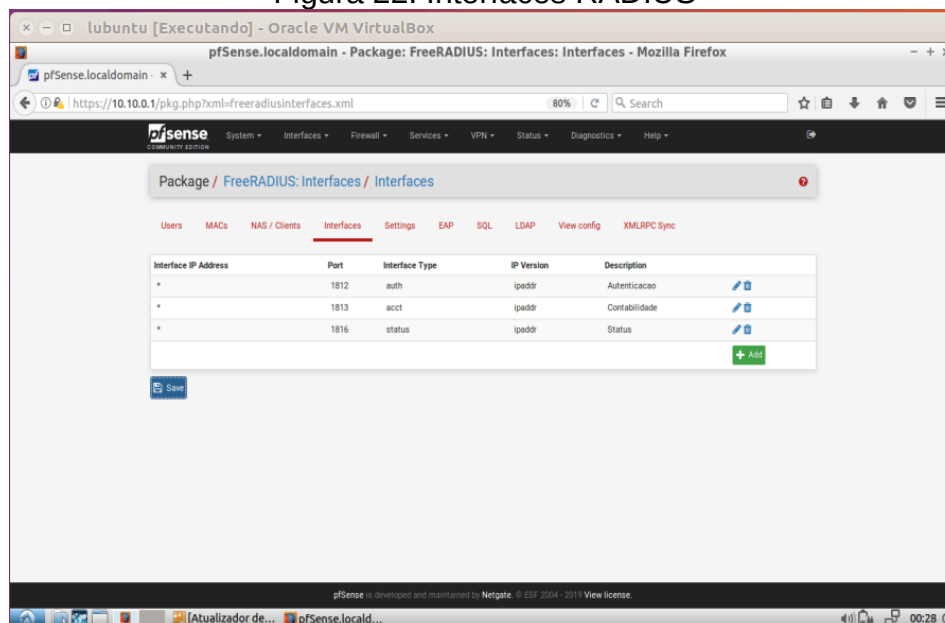 Figura 22: Interfaces RADIUS
lubuntu [Executando] - Oracle VM VirtualBox
pfSense.localdomain - Package: FreeRADIUS: Interfaces: Interfaces - Mozilla Firefox
pfSense.localdomain -
https://10.10.0.1/pkg.php?xml=freeradiusinterfaces.xml 80% Search
pfsense System Interfaces Firewall Services VPN Status Diagnostics Help
COMMUNITY EDITION
Package / FreeRADIUS: Interfaces / Interfaces
Users MACs NAS / Clients Interfaces Settings EAP SQL LDAP View config XMLRPC Sync
Interface IP Address Port Interface Type IP Version Description
* 1812 auth ipaddr Autenticacao
* 1813 acct ipaddr Contabilidade
* 1816 status ipaddr Status
+ Add
Save
pfSense is developed and maintained by Netgate. © ESF 2004 - 2019 View license.
[Atualizador de... pfSense.locald... 00:28